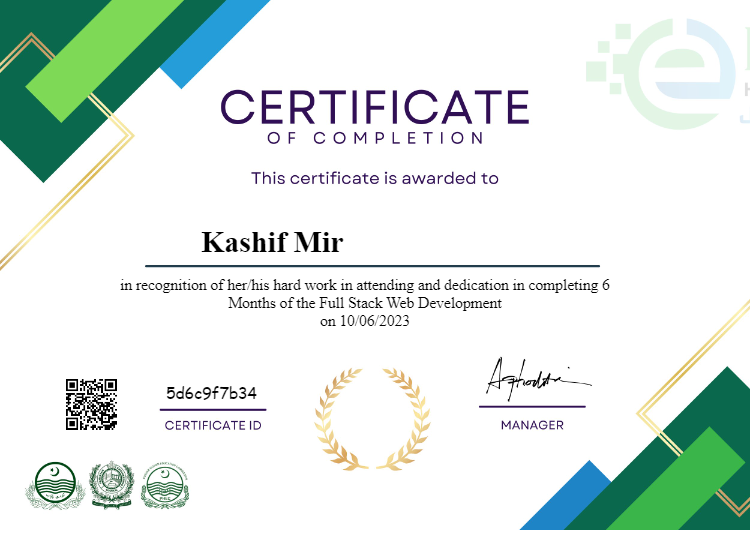 CERTIFICATE
OF COMPLETION
This certificate is awarded to
Kashif Mir
in recognition of her/his hard work in attending and dedication in completing 6
Months of the Full Stack Web Development
on 10/06/2023
5d6c9f7b34
CERTIFICATE ID
MANAGER